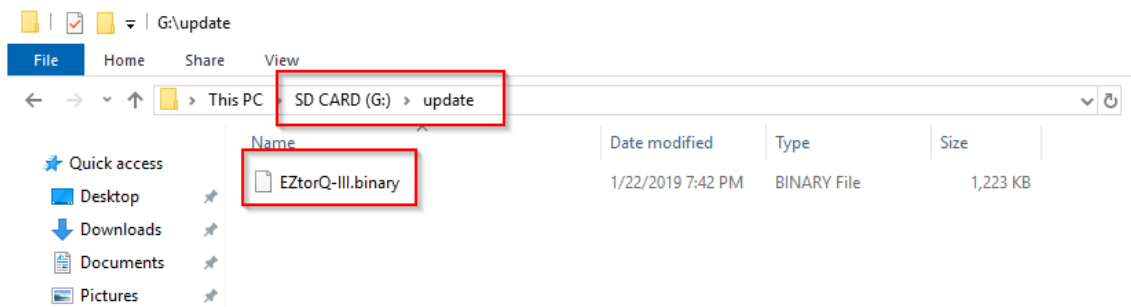 G:\update
File Home Share View
This PC > SD CARD (G:) > update
Name Date modified Type Size
Quick access
EZtorQ-III.binary 1/22/2019 7:42 PM BINARY File 1,223 KB
Desktop
Downloads
Documents
Pictures